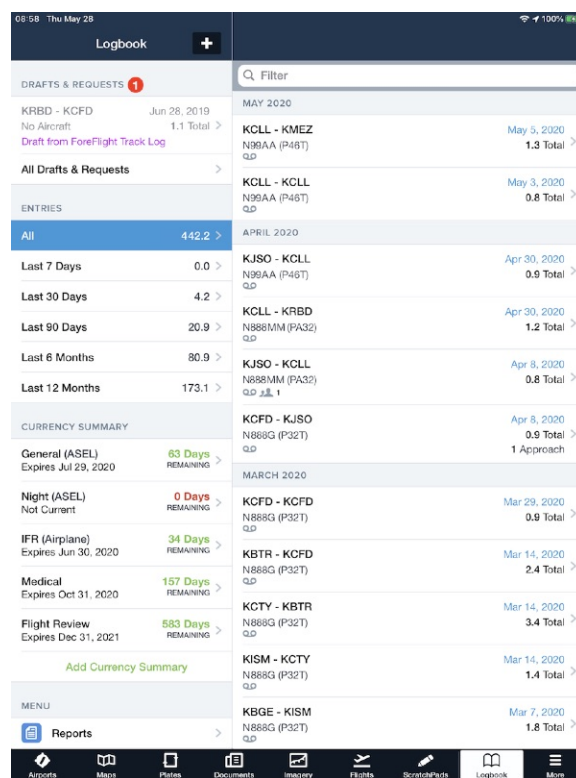 08:58 Thu May 28
100%
Logbook
+
DRAFTS & REQUESTS 1
KRBD - KCFD Jun 28, 2019
No Aircraft 1.1 Total >
Draft from ForeFlight Track Log
All Drafts & Requests >
ENTRIES
All 442.2 >
Last 7 Days 0.0 >
Last 30 Days 4.2 >
Last 90 Days 20.9 >
Last 6 Months 80.9 >
Last 12 Months 173.1 >
CURRENCY SUMMARY
General (ASEL) 63 Days
Expires Jul 29, 2020 REMAINING >
Night (ASEL) 0 Days
Not Current REMAINING >
IFR (Airplane) 34 Days
Expires Jun 30, 2020 REMAINING >
Medical 157 Days
Expires Oct 31, 2020 REMAINING >
Flight Review 583 Days
Expires Dec 31, 2021 REMAINING >
Add Currency Summary
MENU
Reports >
Filter
MAY 2020
KCLL - KMEZ May 5, 2020
N99AA (P46T) 1.3 Total >
KCLL - KCLL May 3, 2020
N99AA (P46T) 0.8 Total >
APRIL 2020
KJSO - KCLL Apr 30, 2020
N99AA (P46T) 0.9 Total >
KCLL - KRBD Apr 30, 2020
N888MM (PA32) 1.2 Total >
KJSO - KCLL Apr 8, 2020
N888MM (PA32) 0.8 Total >
1
KCFD - KJSO Apr 8, 2020
N888G (P32T) 0.9 Total >
1 Approach
MARCH 2020
KCFD - KCFD Mar 29, 2020
N888G (P32T) 0.9 Total >
KBTR - KCFD Mar 14, 2020
N888G (P32T) 2.4 Total >
KCTY - KBTR Mar 14, 2020
N888G (P32T) 3.4 Total >
KISM - KCTY Mar 14, 2020
N888G (P32T) 1.4 Total >
KBGE - KISM Mar 7, 2020
N888G (P32T) 1.8 Total >
Airports Maps Plates Documents Imagery Flights ScratchPads Logbook More